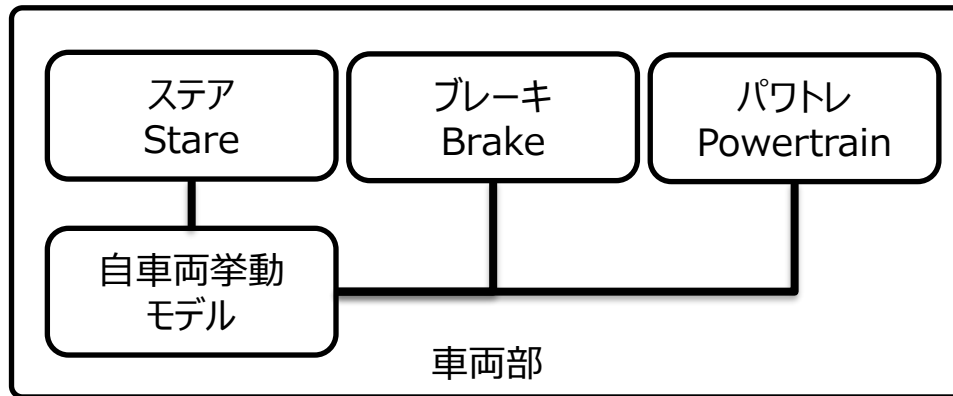 ステア
Stare
ブレーキ
Brake
パワトレ
Powertrain
自車両挙動
モデル
車両部